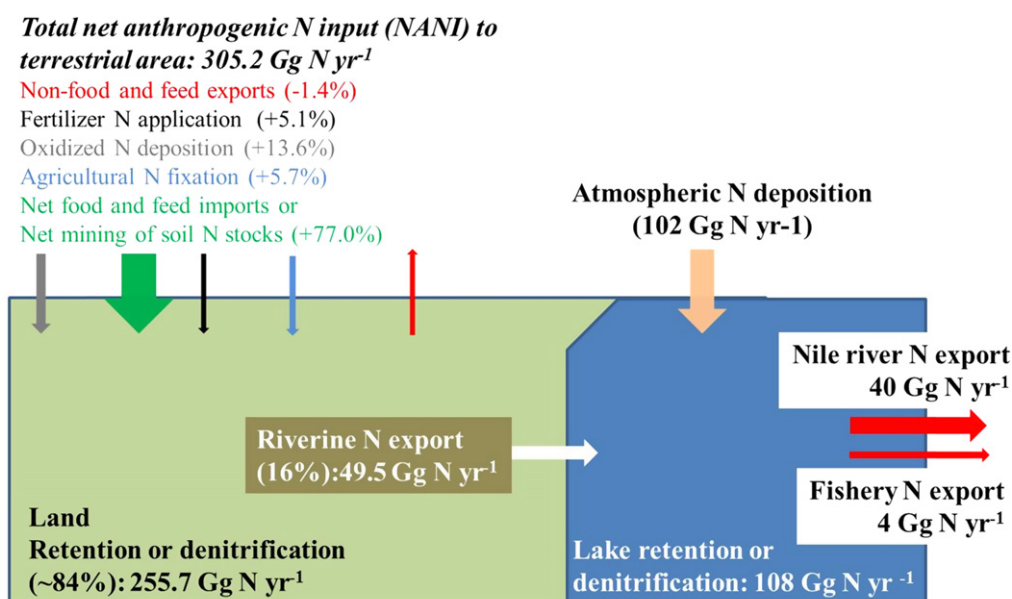 Total net anthropogenic N input (NANI) to
terrestrial area: 305.2 Gg N yr-1
Non-food and feed exports (-1.4%)
Fertilizer N application (+5.1%)
Oxidized N deposition (+13.6%)
Agricultural N fixation (+5.7%)
Net food and feed imports or
Net mining of soil N stocks (+77.0%)
Atmospheric N deposition
(102 Gg N yr-1)
Nile river N export
40 Gg N yr-1
Riverine N export
(16%):49.5 Gg N yr-1
Fishery N export
4 Gg N yr-1
Land
Retention or denitrification
(~84%): 255.7 Gg N yr-1
Lake retention or
denitrification: 108 Gg N yr -1